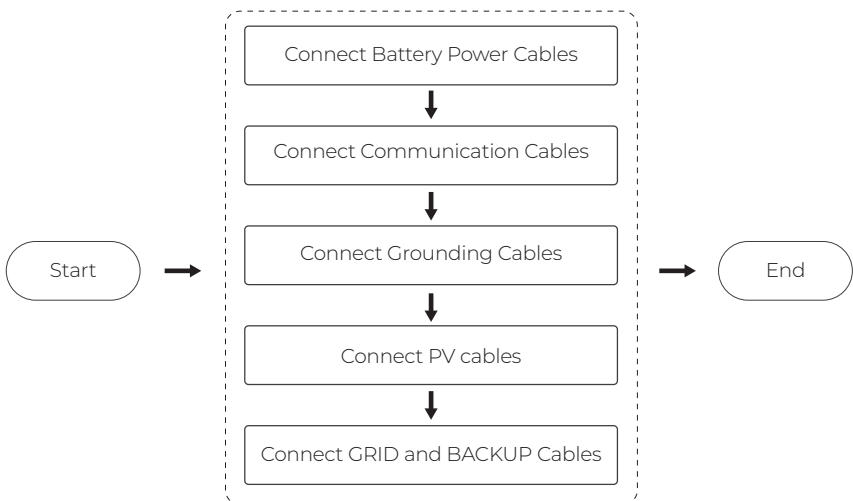 Connect Battery Power Cables
Connect Communication Cables
Connect Grounding Cables
Start
End
Connect PV cables
Connect GRID and BACKUP Cables